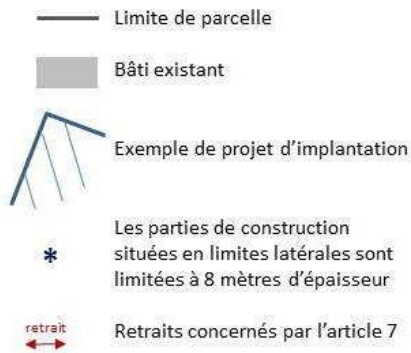 Limite de parcelle
Bâti existant
Exemple de projet d'implantation
Les parties de construction
* situées en limites latérales sont
limitées à 8 mètres d'épaisseur
retrait
Retraits concernés par l'article 7